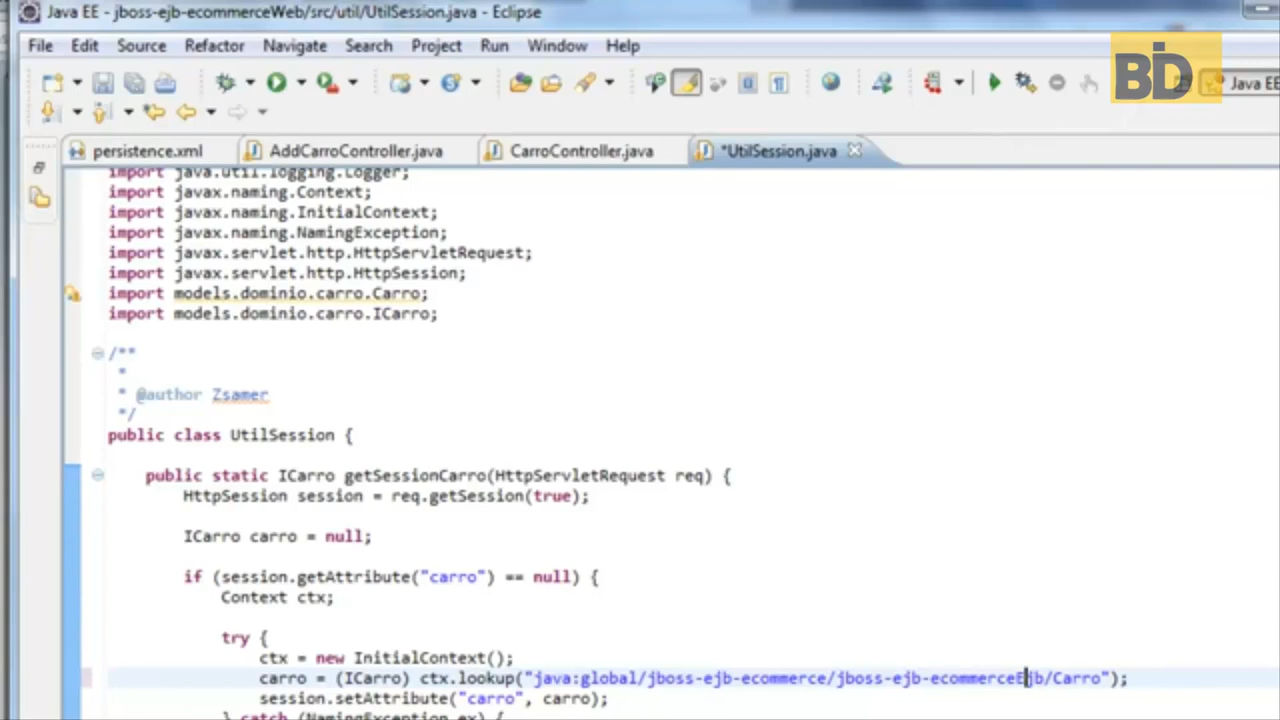 Java EE - jboss-ejb-ecommerceWeb/src/util/UtilSession.java - Eclipse
File Edit Source Refactor Navigate Search Project Run Window Help
BID
Java EE
persistence.xml AddCarroController.java CarroController.java *UtilSession.java
import java.util.logging.Logger;
import javax.naming.Context;
import javax.naming.InitialContext;
import javax.naming.NamingException;
import javax.servlet.http.HttpServletRequest;
import javax.servlet.http.HttpSession;
import models.dominio.carro.Carro;
import models.dominio.carro.ICarro;
/**
*
* @author Zsamer
*/
public class UtilSession {
public static ICarro getSessionCarro(HttpServletRequest req) {
HttpSession session = req.getSession(true);
ICarro carro = null;
if (session.getAttribute("carro") == null) {
Context ctx;
try {
ctx = new InitialContext();
carro = (ICarro) ctx.lookup("java:global/jboss-ejb-ecommerce/jboss-ejb-ecommerceEjb/Carro");
session.setAttribute("carro", carro);
} catch (NamingException ex) {